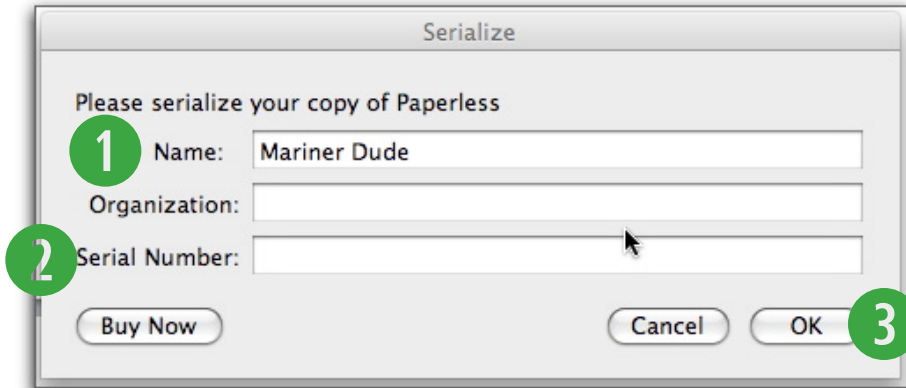 Serialize
Please serialize your copy of Paperless
1 Name: Mariner Dude
Organization:
2 Serial Number:
Buy Now Cancel OK 3